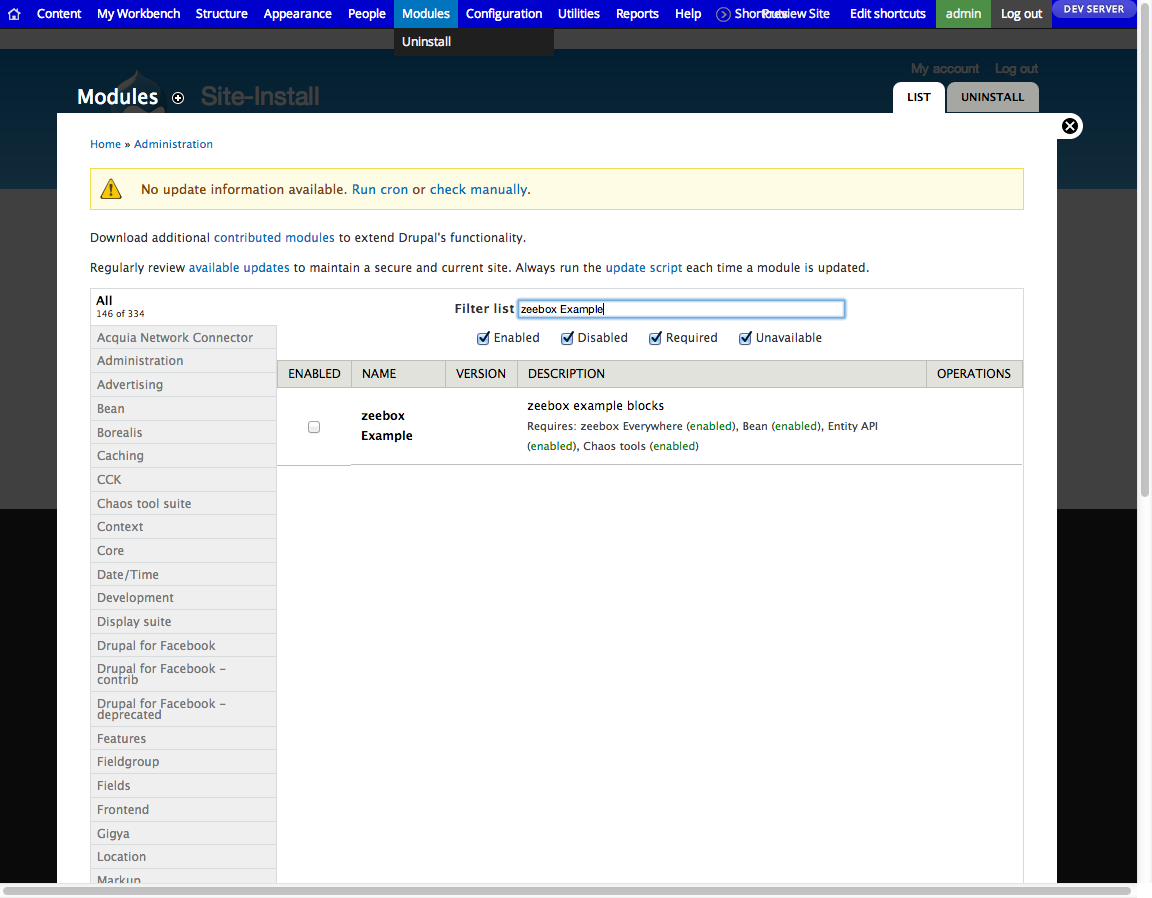 Content My Workbench Structure Appearance People Modules Configuration Utilities Reports Help Shortcuts Preview Site Edit shortcuts admin Log out DEV SERVER
Uninstall
My account Log out
Modules Site-Install
LIST UNINSTALL
Home » Administration
No update information available. Run cron or check manually.
Download additional contributed modules to extend Drupal's functionality.
Regularly review available updates to maintain a secure and current site. Always run the update script each time a module is updated.
All
146 of 334
Filter list zeebox Example
Enabled Disabled Required Unavailable
Acquia Network Connector
Administration
Advertising
Bean
Borealis
Caching
CCK
Chaos tool suite
Context
Core
Date/Time
Development
Display suite
Drupal for Facebook
Drupal for Facebook -
contrib
Drupal for Facebook -
deprecated
Features
Fieldgroup
Fields
Frontend
Gigya
Location
Markup
ENABLED NAME VERSION DESCRIPTION OPERATIONS
zeebox
Example
zeebox example blocks
Requires: zeebox Everywhere (enabled), Bean (enabled), Entity API
(enabled), Chaos tools (enabled)